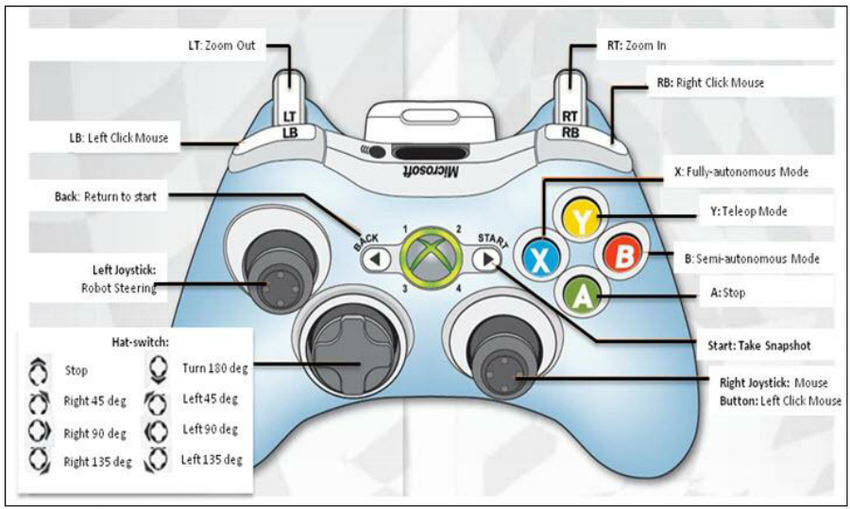 LT: Zoom Out
RT: Zoom In
RB: Right Click Mouse
LT
LB
RT
RB
LB: Left Click Mouse
Microsoft
X: Fully-autonomous Mode
Back: Return to start
Y: Teleop Mode
BACK
1
2
START
3
4
Y
X
B
A
B: Semi-autonomous Mode
Left Joystick:
Robot Steering
A: Stop
Start: Take Snapshot
Hat-switch:
Stop
Turn 180 deg
Right 45 deg
Left 45 deg
Right 90 deg
Left 90 deg
Right 135 deg
Left 135 deg
Right Joystick: Mouse
Button: Left Click Mouse